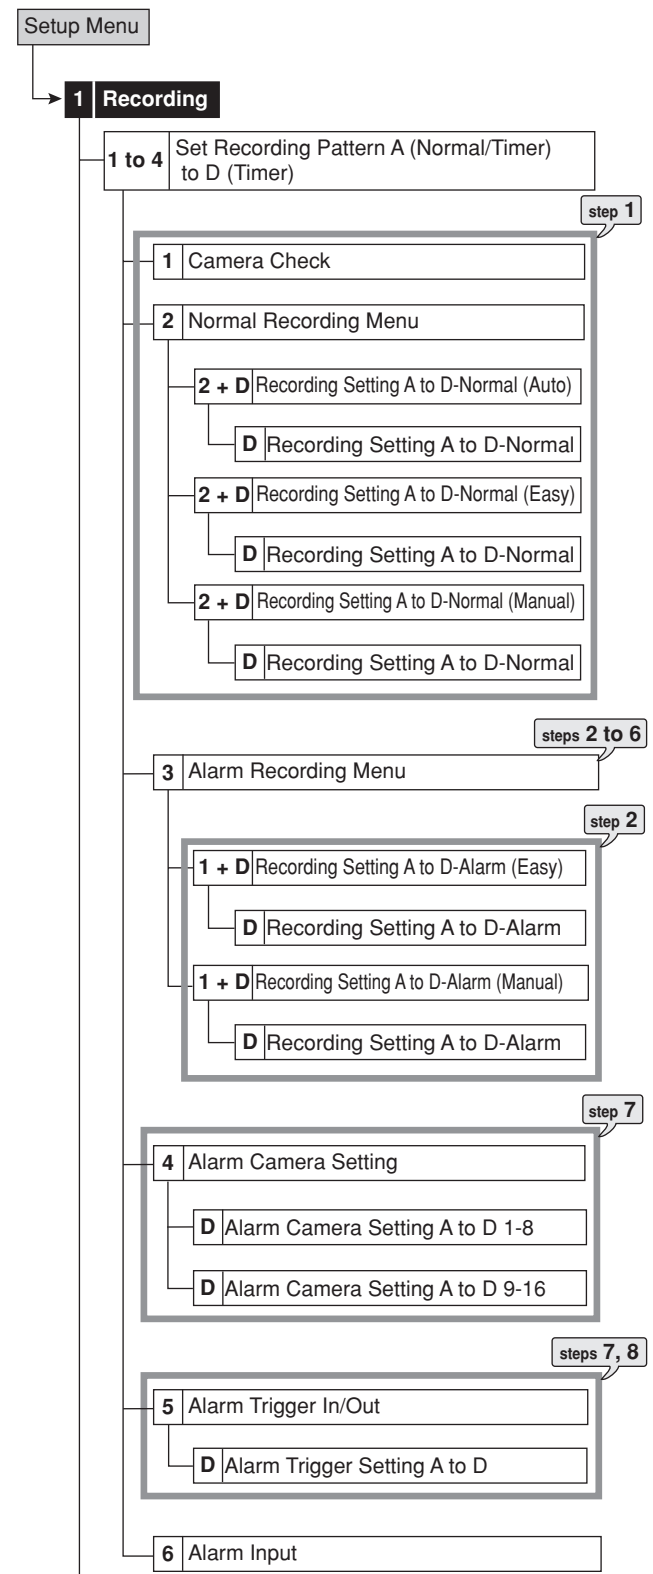 Setup Menu
1 Recording
1 to 4 Set Recording Pattern A (Normal/Timer)
to D (Timer)
step 1
1 Camera Check
2 Normal Recording Menu
2 + D Recording Setting A to D-Normal (Auto)
D Recording Setting A to D-Normal
2 + D Recording Setting A to D-Normal (Easy)
D Recording Setting A to D-Normal
2 + D Recording Setting A to D-Normal (Manual)
D Recording Setting A to D-Normal
steps 2 to 6
3 Alarm Recording Menu
step 2
1 + D Recording Setting A to D-Alarm (Easy)
D Recording Setting A to D-Alarm
1 + D Recording Setting A to D-Alarm (Manual)
D Recording Setting A to D-Alarm
step 7
4 Alarm Camera Setting
D Alarm Camera Setting A to D 1-8
D Alarm Camera Setting A to D 9-16
steps 7, 8
5 Alarm Trigger In/Out
D Alarm Trigger Setting A to D
6 Alarm Input